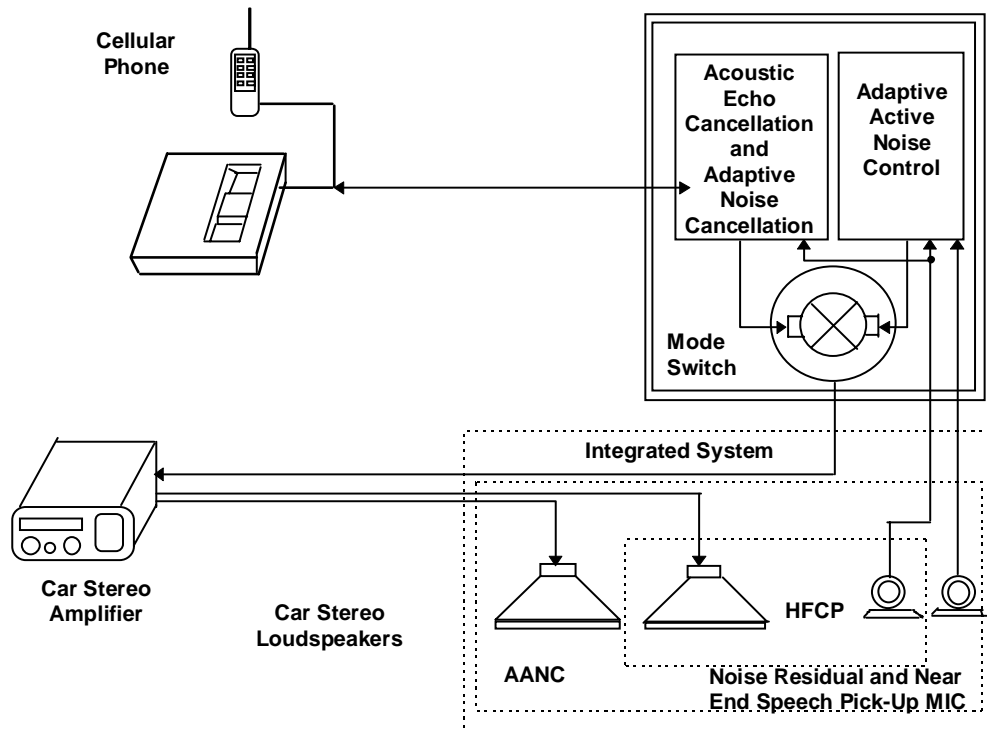 Cellular
Phone
Acoustic
Echo
Cancellation
and
Adaptive
Noise
Cancellation
Adaptive
Active
Noise
Control
Mode
Switch
Integrated System
Car Stereo
Amplifier
Car Stereo
Loudspeakers
HFCP
AANC
Noise Residual and Near
End Speech Pick-Up MIC